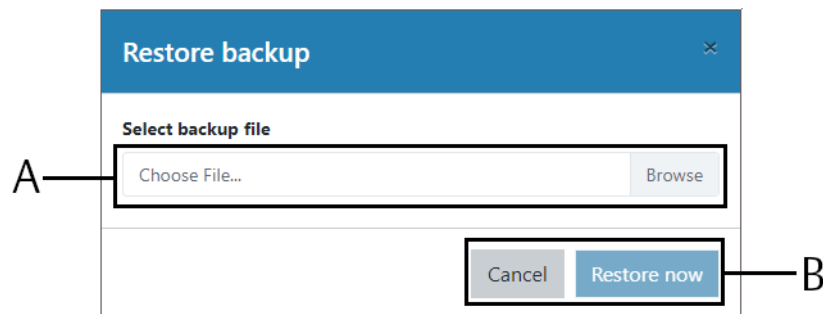 Restore backup ×
Select backup file
A
Choose File... Browse
Cancel Restore now
B